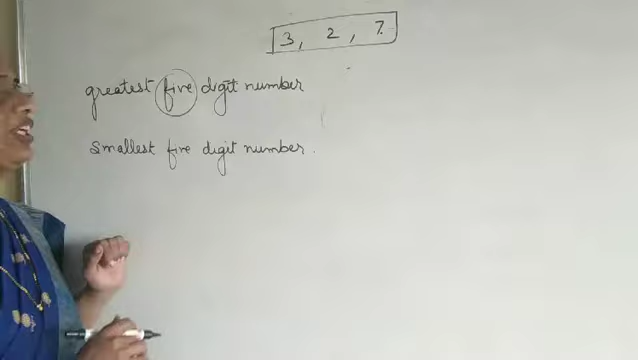 3, 2, 7.
greatest five digit number
smallest five digit number.